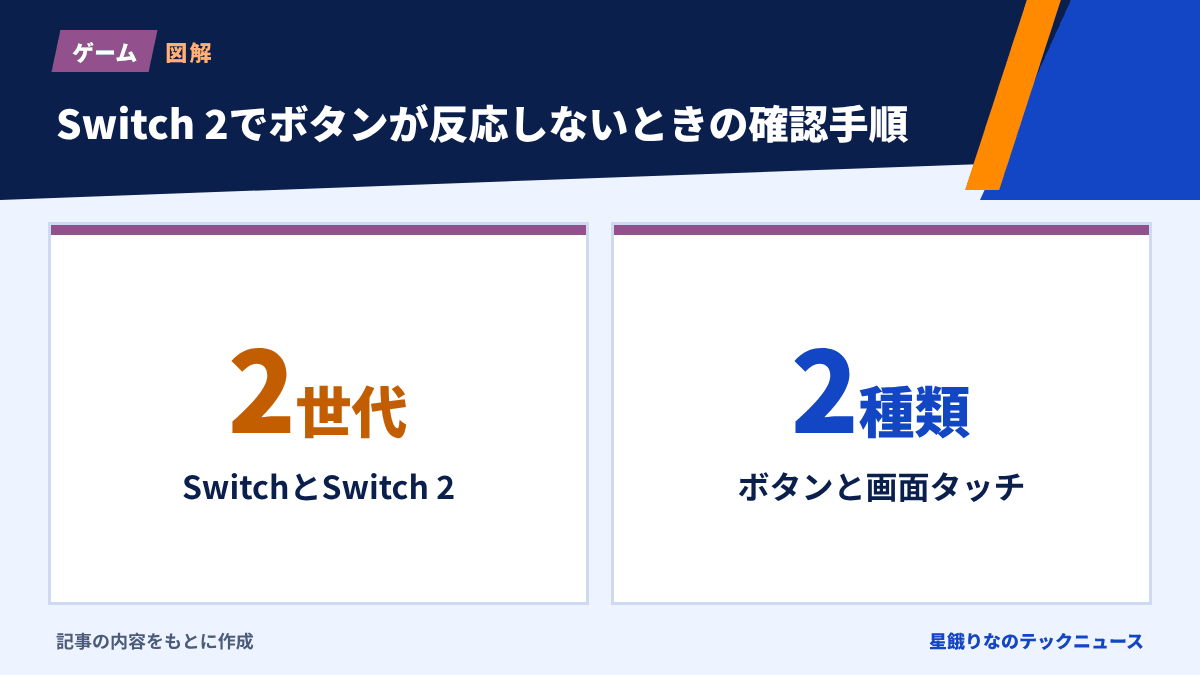 ゲーム 図解
Switch 2でボタンが反応しないときの確認手順
2世代
SwitchとSwitch 2
2種類
ボタンと画面タッチ
記事の内容をもとに作成
星餓りなのテックニュース